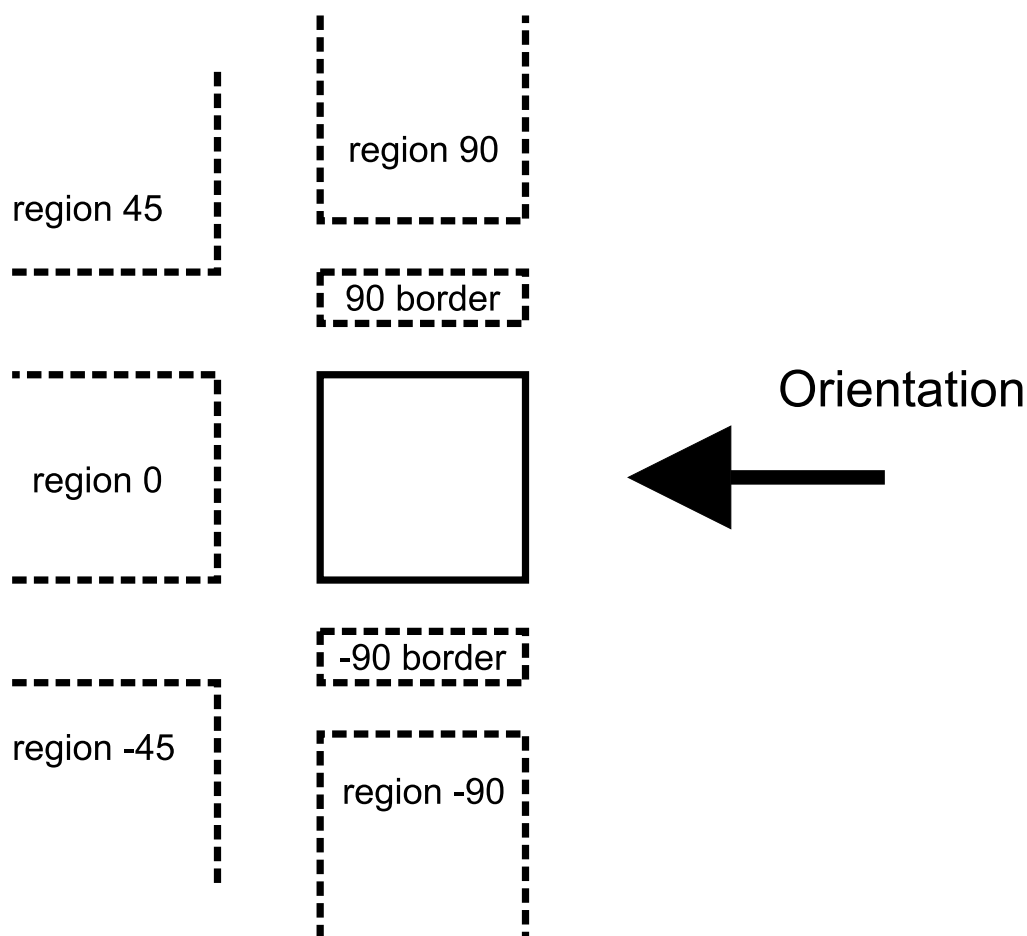 region 90
region 45
90 border
Orientation
region 0
-90 border
region -45
region -90